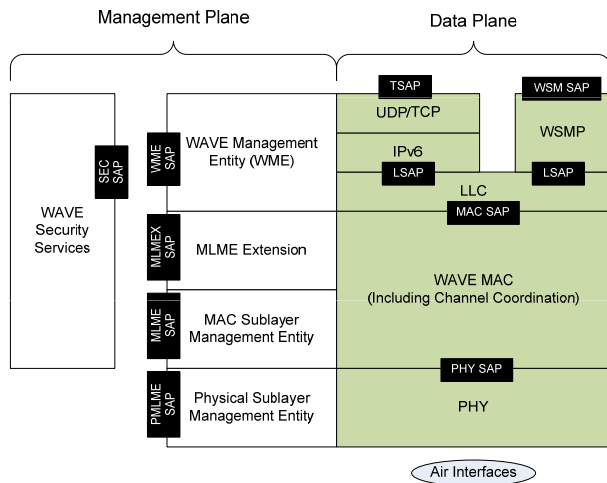 Management Plane
Data Plane
TSAP
WSM SAP
UDP/TCP
WSMP
IPv6
LSAP
LSAP
LLC
MAC SAP
SEC
SAP
WAVE
Security
Services
WME
SAP
WAVE Management
Entity (WME)
MLMEX
SAP
MLME Extension
WAVE MAC
(Including Channel Coordination)
MLME
SAP
MAC Sublayer
Management Entity
PHY SAP
PMLME
SAP
Physical Sublayer
Management Entity
PHY
Air Interfaces